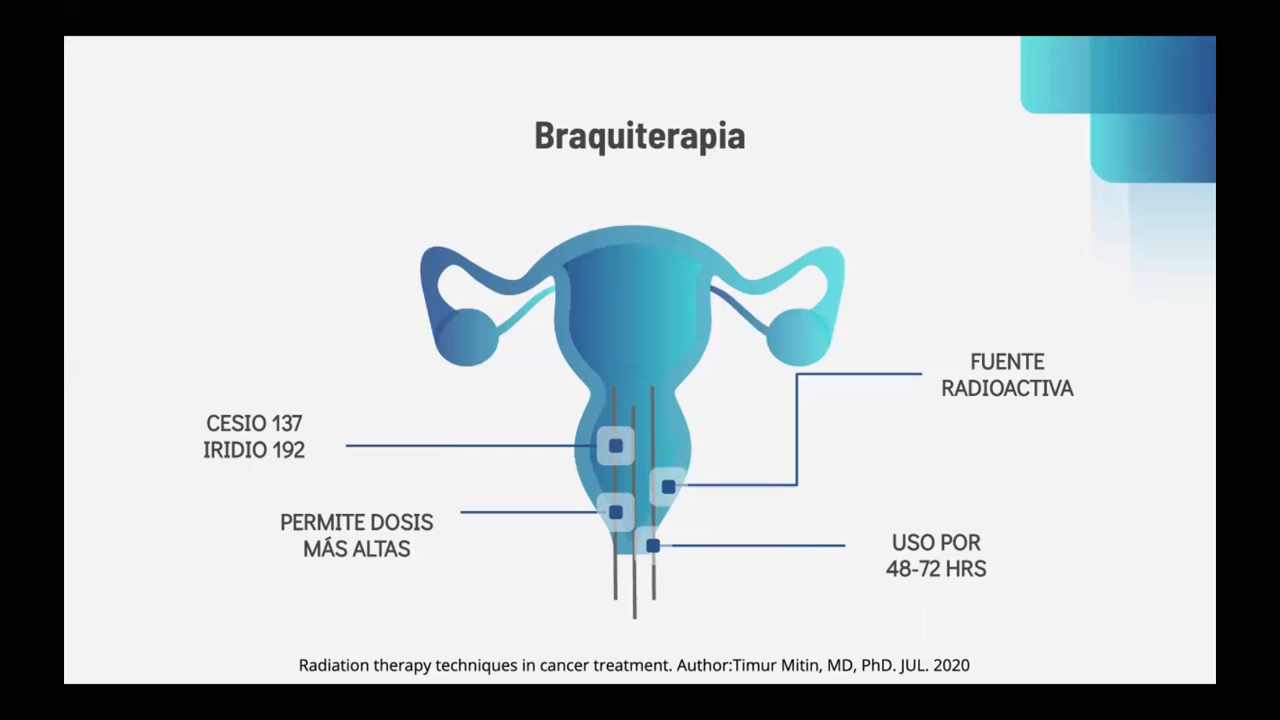 Braquiterapia
FUENTE
RADIOACTIVA
CESIO 137
IRIDIO 192
PERMITE DOSIS
MÁS ALTAS
USO POR
48-72 HRS
Radiation therapy techniques in cancer treatment. Author:Timur Mitin, MD, PhD. JUL. 2020